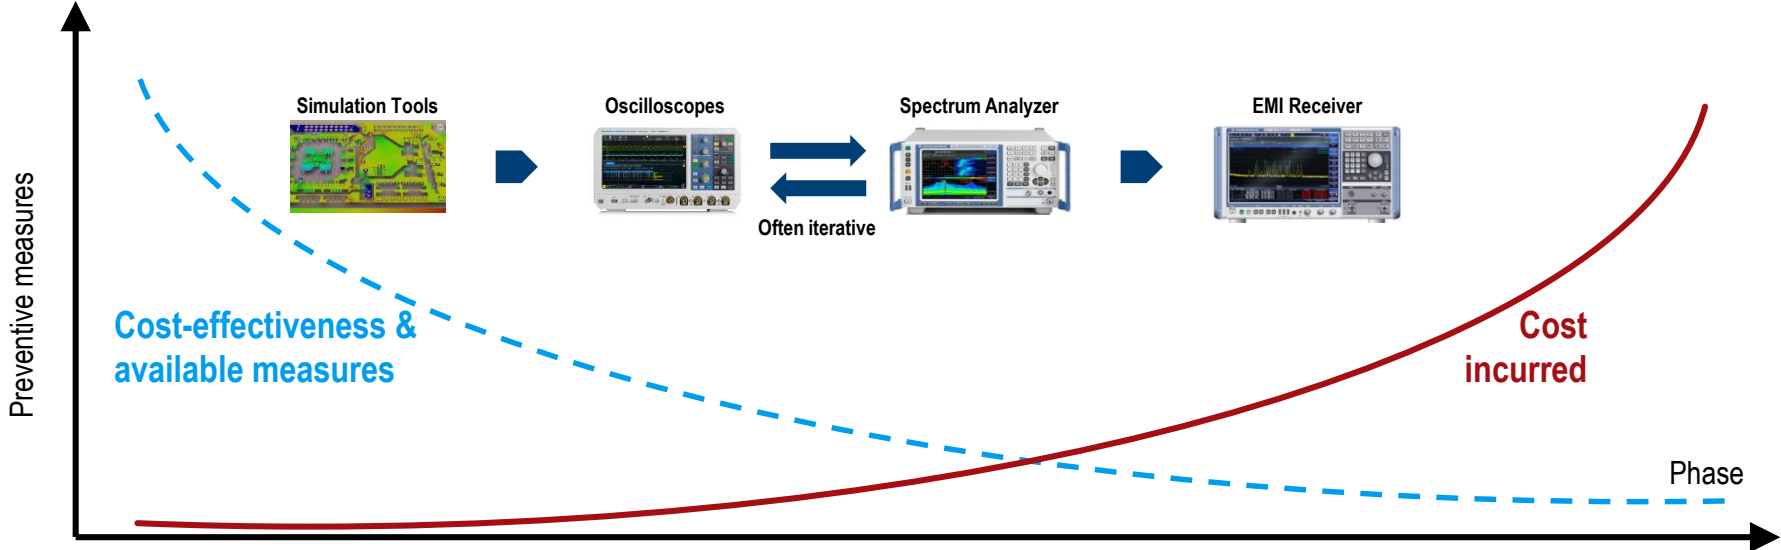 Simulation Tools
Oscilloscopes
Spectrum Analyzer
EMI Receiver
Often iterative
Preventive measures
Cost-effectiveness &
available measures
Cost
incurred
Phase